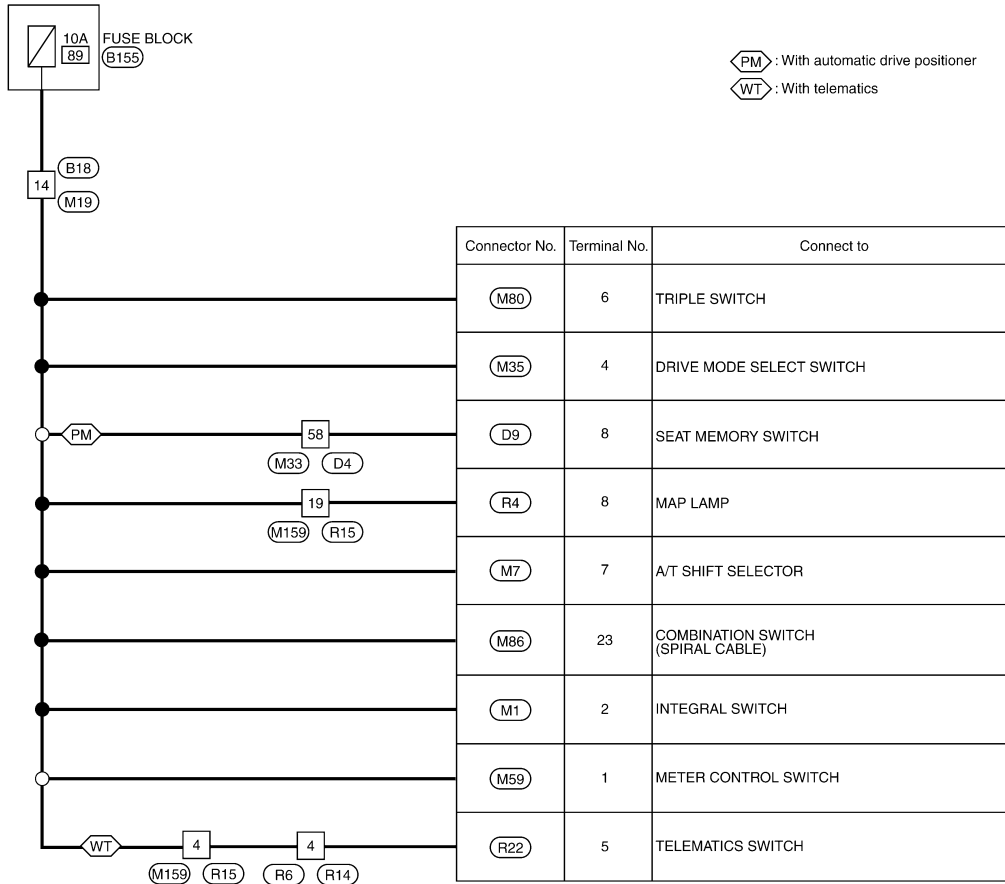 10A FUSE BLOCK
89 B155
PM : With automatic drive positioner
WT : With telematics
B18
14
M19
Connector No. Terminal No. Connect to
M80 6 TRIPLE SWITCH
M35 4 DRIVE MODE SELECT SWITCH
PM 58 D9 8 SEAT MEMORY SWITCH
M33 D4
19 R4 8 MAP LAMP
M159 R15
M7 7 A/T SHIFT SELECTOR
M86 23 COMBINATION SWITCH
(SPIRAL CABLE)
M1 2 INTEGRAL SWITCH
M59 1 METER CONTROL SWITCH
WT 4 4 R22 5 TELEMATICS SWITCH
M159 R15 R6 R14